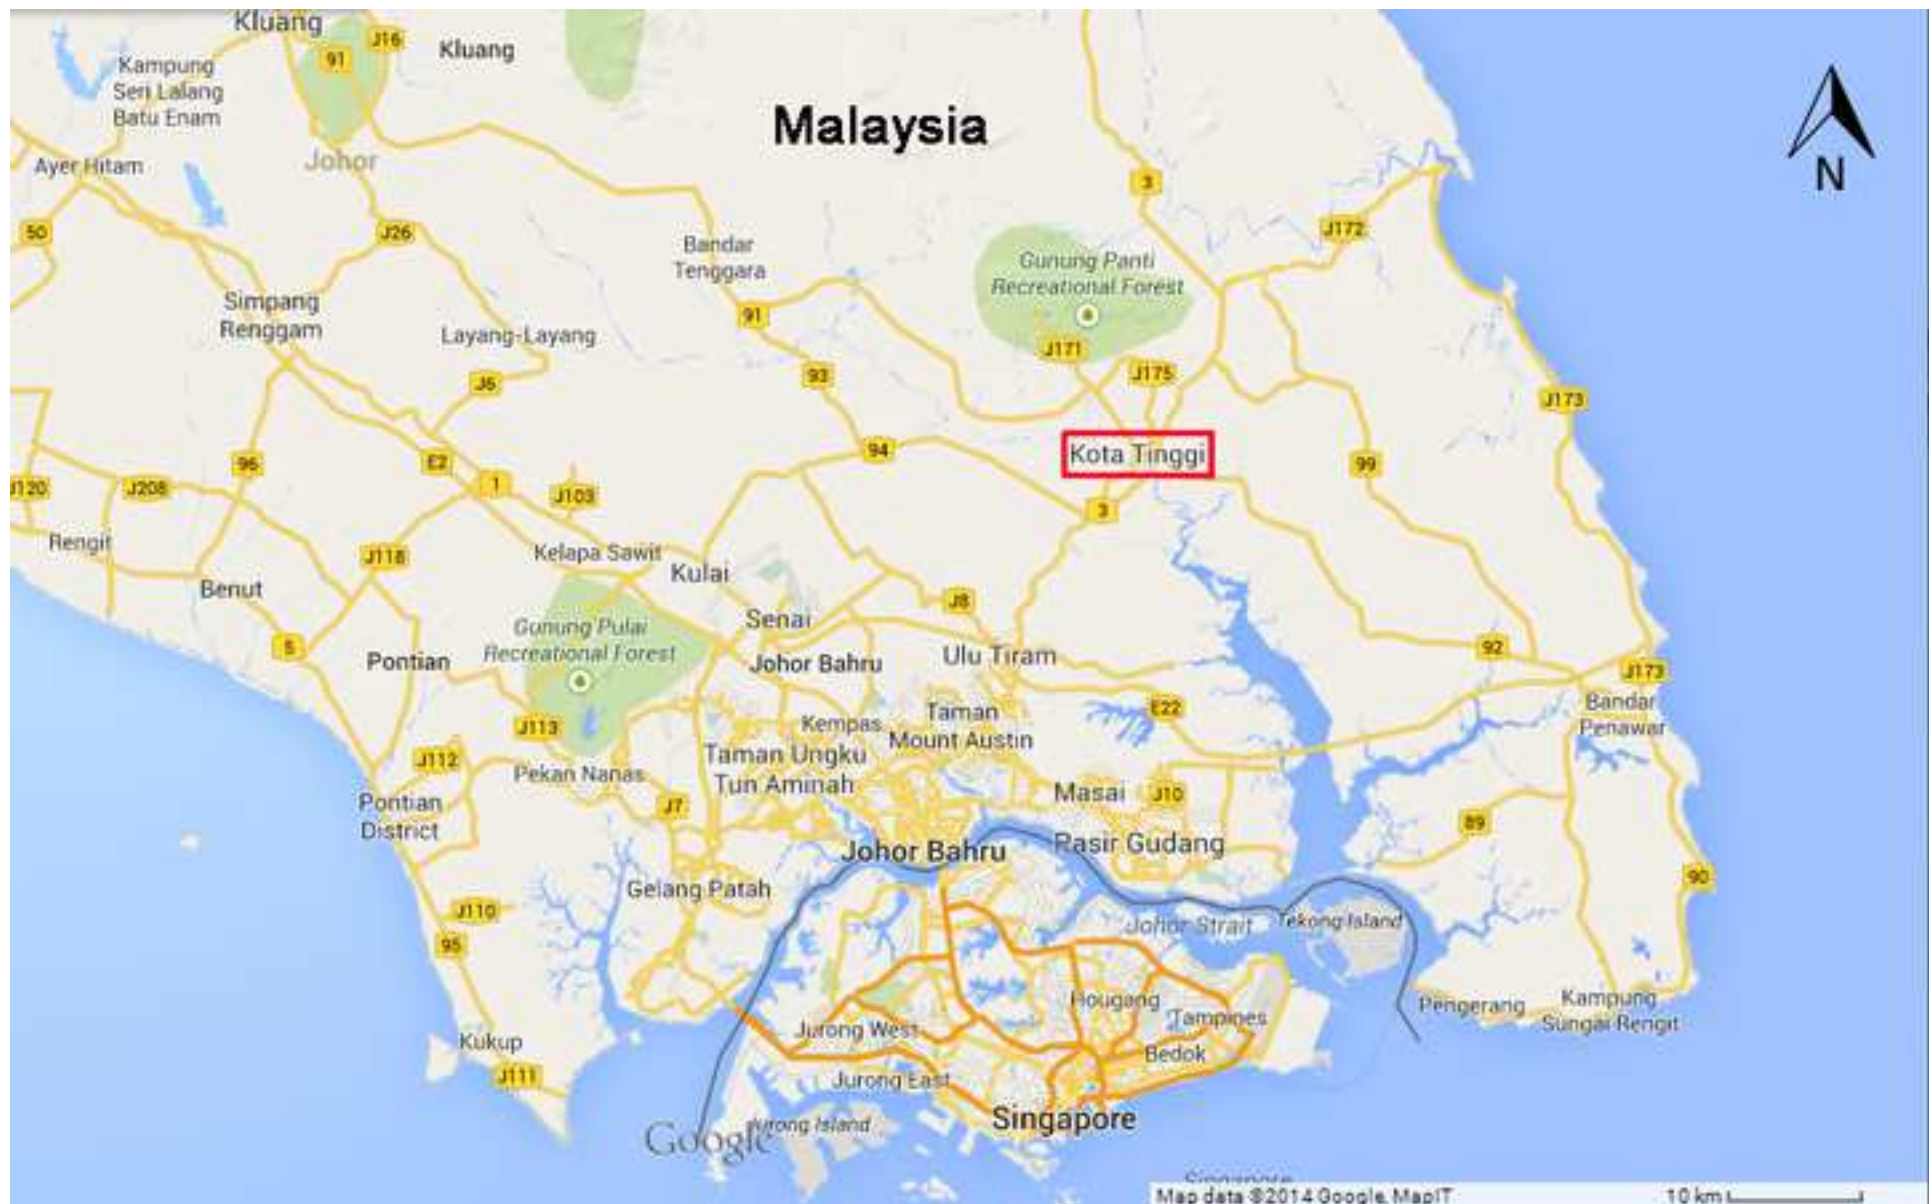 Kluang
J16
91
Kluang
Kampung
Seri Lalang
Batu Enam
Malaysia
N
Ayer Hitam
Johor
3
50
J26
J172
Bandar
Tenggara
Gunung Panti
Recreational Forest
Simpang
Renggam
91
Layang-Layang
J171
J175
J6
93
J173
94
Kota Tinggi
96
E2
99
J120
J208
1
J103
3
Rengit
J118
Kelapa Sawit
Kulai
Benut
J8
Senai
Gunung Pulai
Recreational Forest
5
Pontian
Johor Bahru
Ulu Tiram
92
J173
Bandar
Penawar
E22
Taman
Mount Austin
J113
Kempas
J112
Taman Ungku
Tun Aminah
Pekan Nanas
Masai
J10
Pontian
District
J7
89
Johor Bahru
Pasir Gudang
90
Gelang Patah
J110
Johor Strait
Tekong Island
95
Hougang
Pengerang
Kampung
Sungai Rengit
Jurong West
Tampines
Kukup
Bedok
J111
Jurong East
Singapore
Google
Jurong Island
Singapore
Map data ©2014 Google, MapIT
10 km